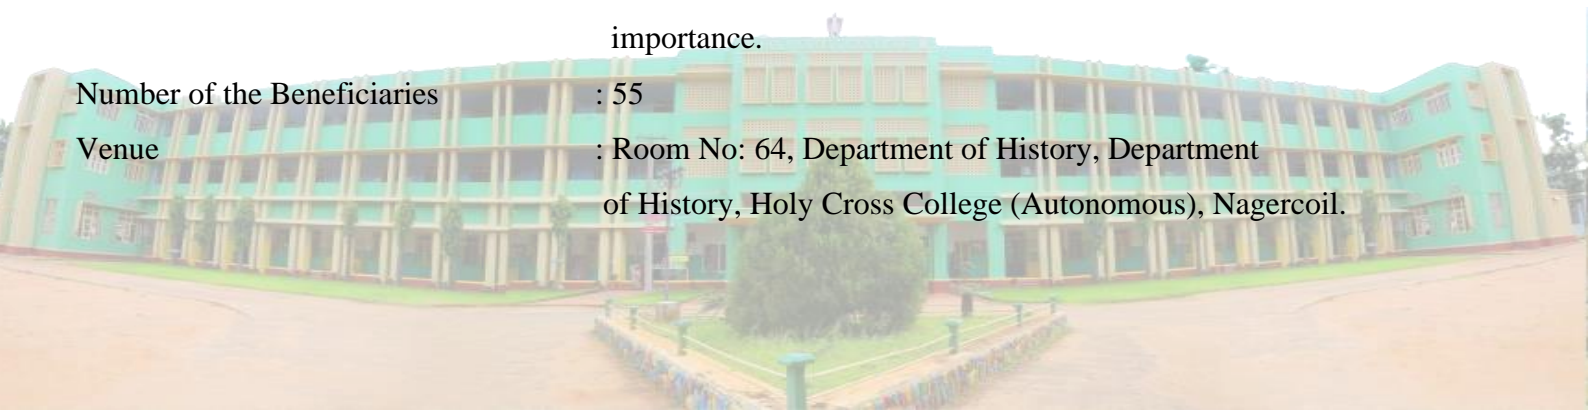 importance.
Number of the Beneficiaries : 55
Venue : Room No: 64, Department of History, Department
of History, Holy Cross College (Autonomous), Nagercoil.